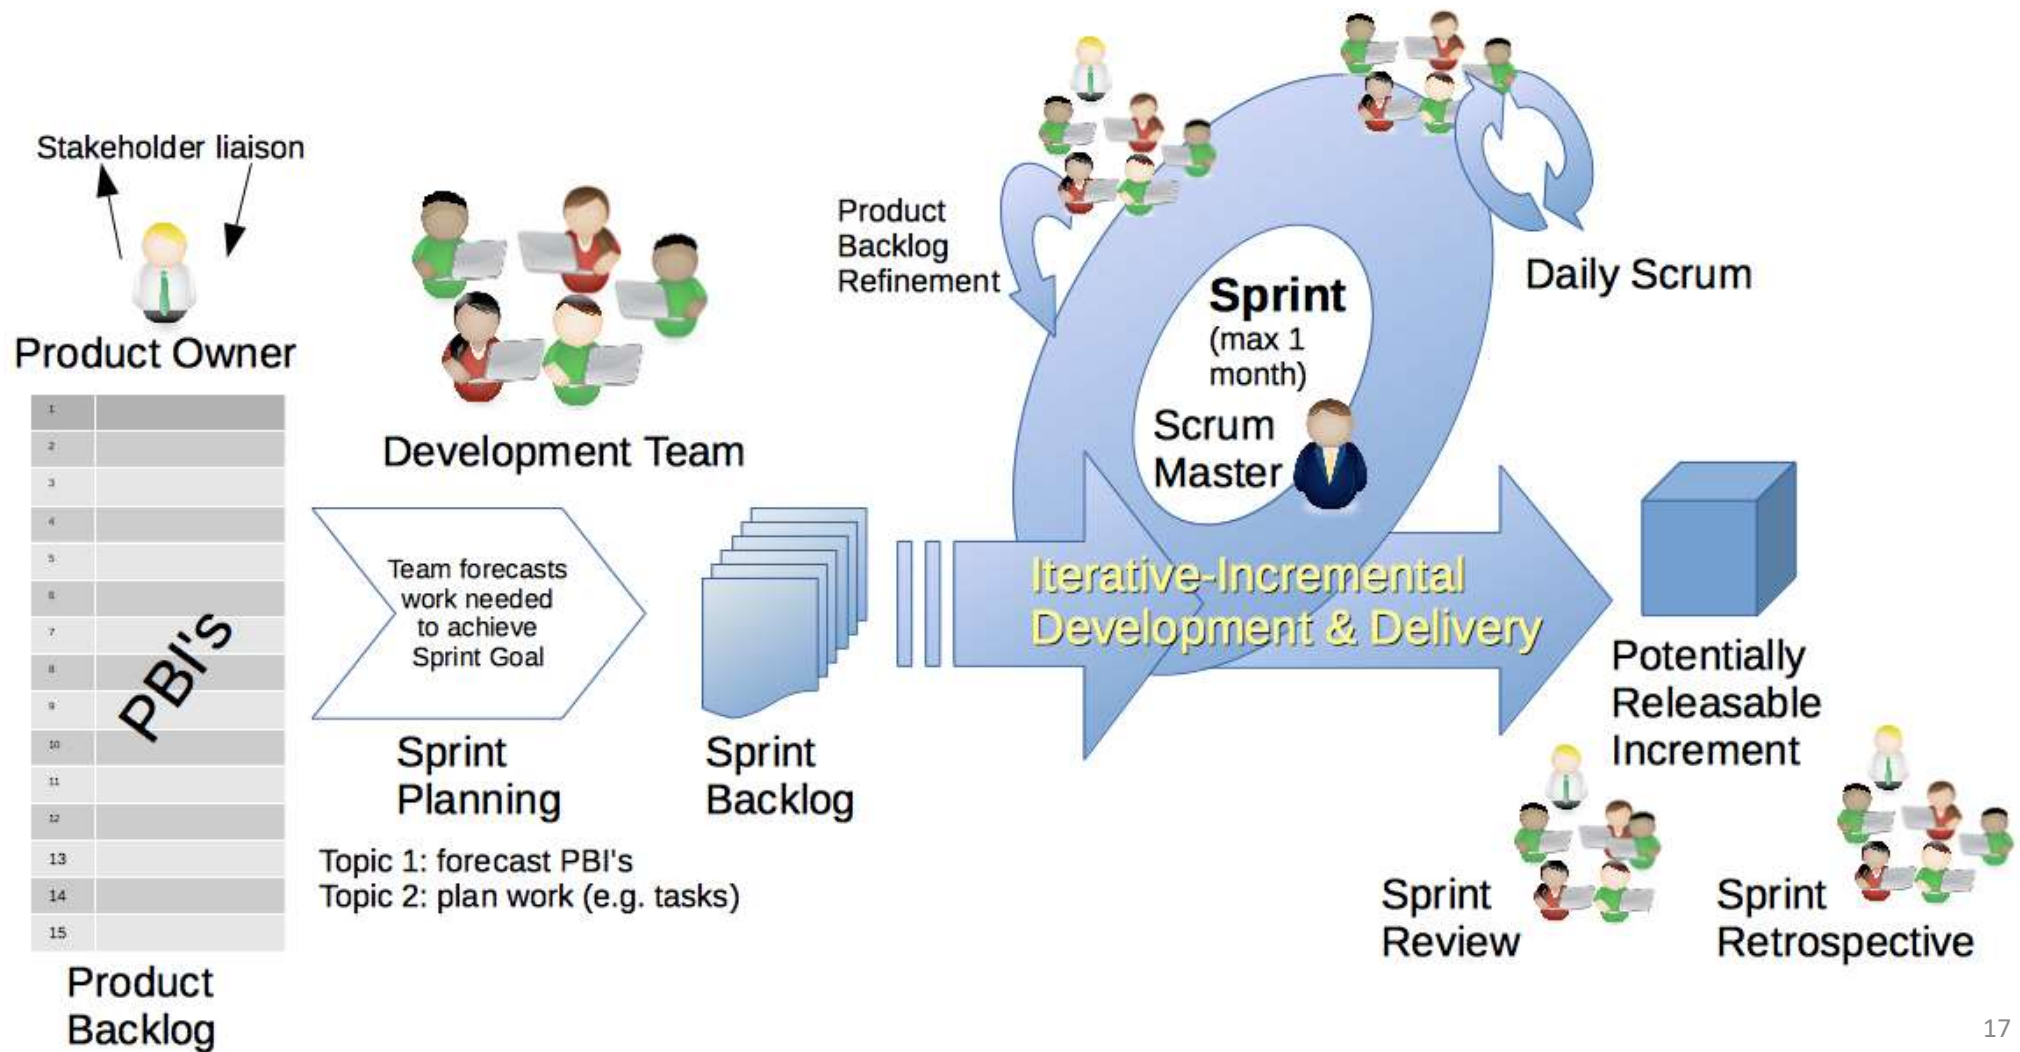 Stakeholder liaison
Product Owner
1
2
3
4
5
6
7
8
9
10
11
12
13
14
15
PBI's
Product
Backlog
Development Team
Team forecasts
work needed
to achieve
Sprint Goal
Sprint
Planning
Topic 1: forecast PBI's
Topic 2: plan work (e.g. tasks)
Sprint
Backlog
Product
Backlog
Refinement
Sprint
(max 1
month)
Scrum
Master
Daily Scrum
Iterative-Incremental
Development & Delivery
Potentially
Releasable
Increment
Sprint
Review
Sprint
Retrospective
17